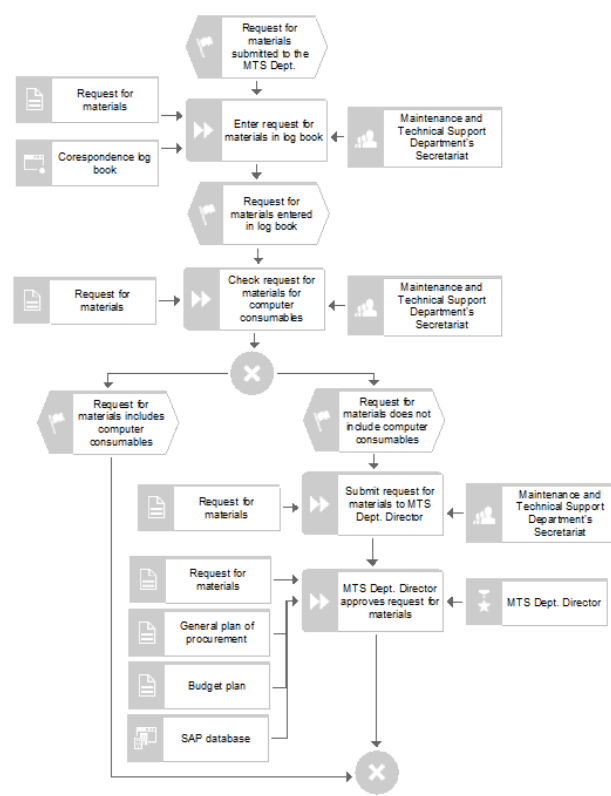 Request for
materials
submitted to the
MTS Dept.
Request for
materials
Enter request for
materials in log book
Maintenance and
Technical Support
Department's
Secretariat
Corespondence log
book
Request for
materials entered
in log book
Request for
materials
Check request for
materials for
computer
consumables
Maintenance and
Technical Support
Department's
Secretariat
Request for
materials includes
computer
consumables
Request for
materials does not
include computer
consumables
Request for
materials
Submit request for
materials to MTS
Dept. Director
Maintenance and
Technical Support
Department's
Secretariat
Request for
materials
MTS Dept. Director
approves request for
materials
MTS Dept. Director
General plan of
procurement
Budget plan
SAP database